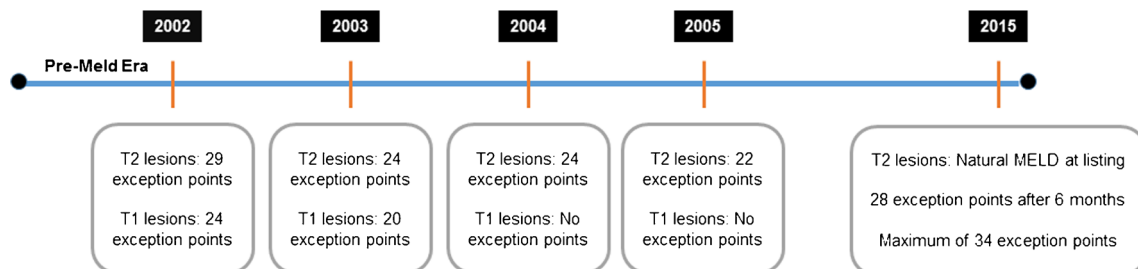 2002
2003
2004
2005
2015
Pre-Meld Era
T2 lesions: 29
exception points
T1 lesions: 24
exception points
T2 lesions: 24
exception points
T1 lesions: 20
exception points
T2 lesions: 24
exception points
T1 lesions: No
exception points
T2 lesions: 22
exception points
T1 lesions: No
exception points
T2 lesions: Natural MELD at listing
28 exception points after 6 months
Maximum of 34 exception points